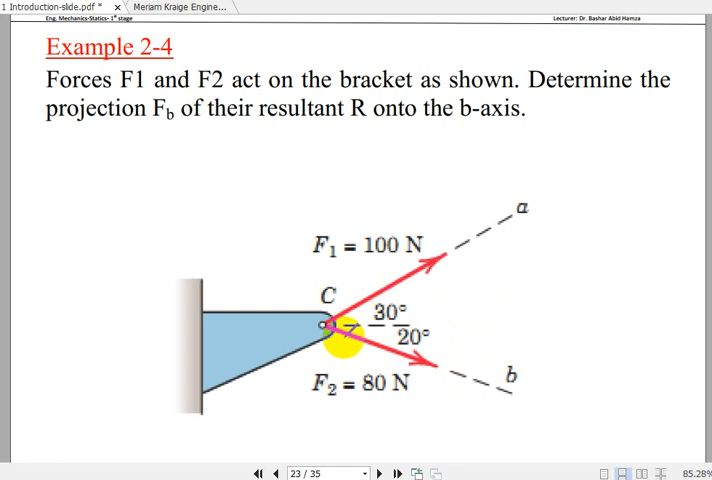 1 Introduction-slide.pdf * × Meriam Kraige Engine...
Eng. Mechanics-Statics- 1st stage Lecturer: Dr. Bashar Abid Hamza
Example 2-4
Forces F1 and F2 act on the bracket as shown. Determine the
projection Fb of their resultant R onto the b-axis.
a
F1 = 100 N
C
30°
20°
b
F2 = 80 N
23 / 35
85.28%